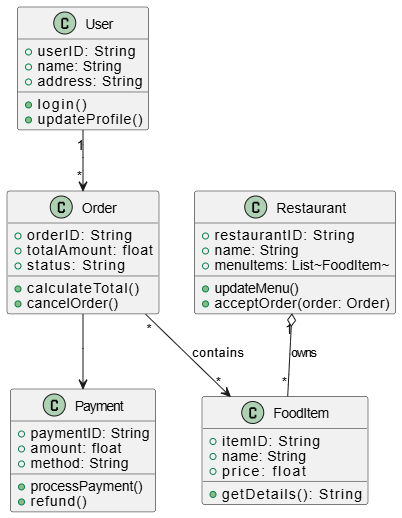 C User
userID: String
name: String
address: String
login()
updateProfile()
1
*
C Order
orderID: String
totalAmount: float
status: String
calculateTotal()
cancelOrder()
C Restaurant
restaurantID: String
name: String
menuItems: List~FoodItem~
updateMenu()
acceptOrder(order: Order)
*
contains
*
1
owns
*
C Payment
paymentID: String
amount: float
method: String
processPayment()
refund()
C FoodItem
itemID: String
name: String
price: float
getDetails(): String